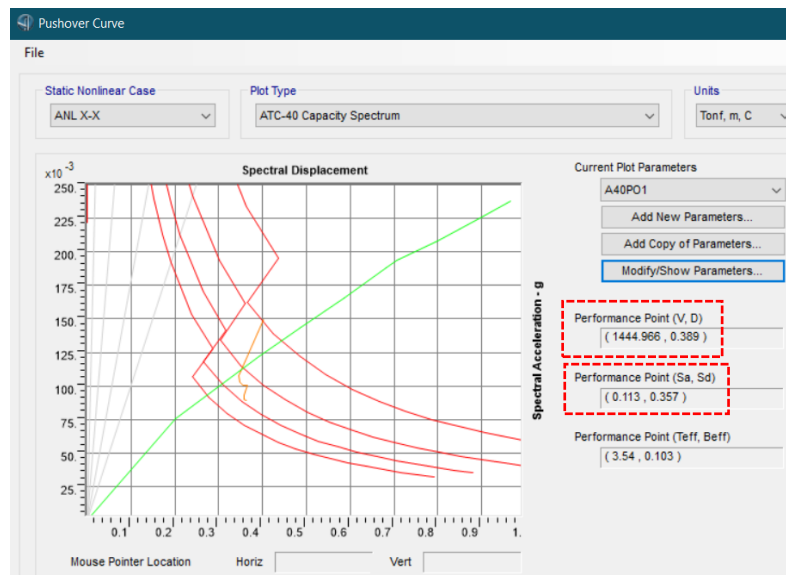 Pushover Curve
File
Static Nonlinear Case
ANL X-X
Plot Type
ATC-40 Capacity Spectrum
Units
Tonf, m, C
Spectral Displacement
x10 -3
250.
225.
200.
175.
150.
125.
100.
75.
50.
25.
0.1 0.2 0.3 0.4 0.5 0.6 0.7 0.8 0.9 1.
Spectral Acceleration - g
Mouse Pointer Location Horiz Vert
Current Plot Parameters
A40PO1
Add New Parameters...
Add Copy of Parameters...
Modify/Show Parameters...
Performance Point (V, D)
( 1444.966 , 0.389 )
Performance Point (Sa, Sd)
( 0.113 , 0.357 )
Performance Point (Teff, Beff)
( 3.54 , 0.103 )